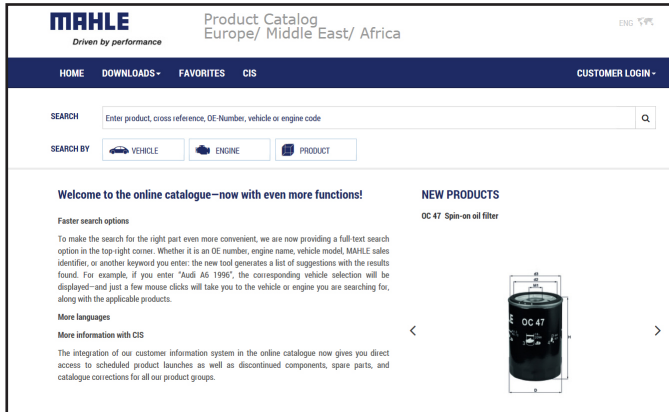 MAHLE
Driven by performance
Product Catalog
Europe/ Middle East/ Africa
ENG
HOME DOWNLOADS FAVORITES CIS CUSTOMER LOGIN
SEARCH Enter product, cross reference, OE-Number, vehicle or engine code
SEARCH BY VEHICLE ENGINE PRODUCT
Welcome to the online catalogue—now with even more functions!
Faster search options
To make the search for the right part even more convenient, we are now providing a full-text search
option in the top-right corner. Whether it is an OE number, engine name, vehicle model, MAHLE sales
identifier, or another keyword you enter: the new tool generates a list of suggestions with the results
found. For example, if you enter “Audi A6 1996”, the corresponding vehicle selection will be
displayed—and just a few mouse clicks will take you to the vehicle or engine you are searching for,
along with the applicable products.
More languages
More information with CIS
The integration of our customer information system in the online catalogue now gives you direct
access to scheduled product launches as well as discontinued components, spare parts, and
catalogue corrections for all our product groups.
NEW PRODUCTS
OC 47 Spin-on oil filter
OC 47
H
D